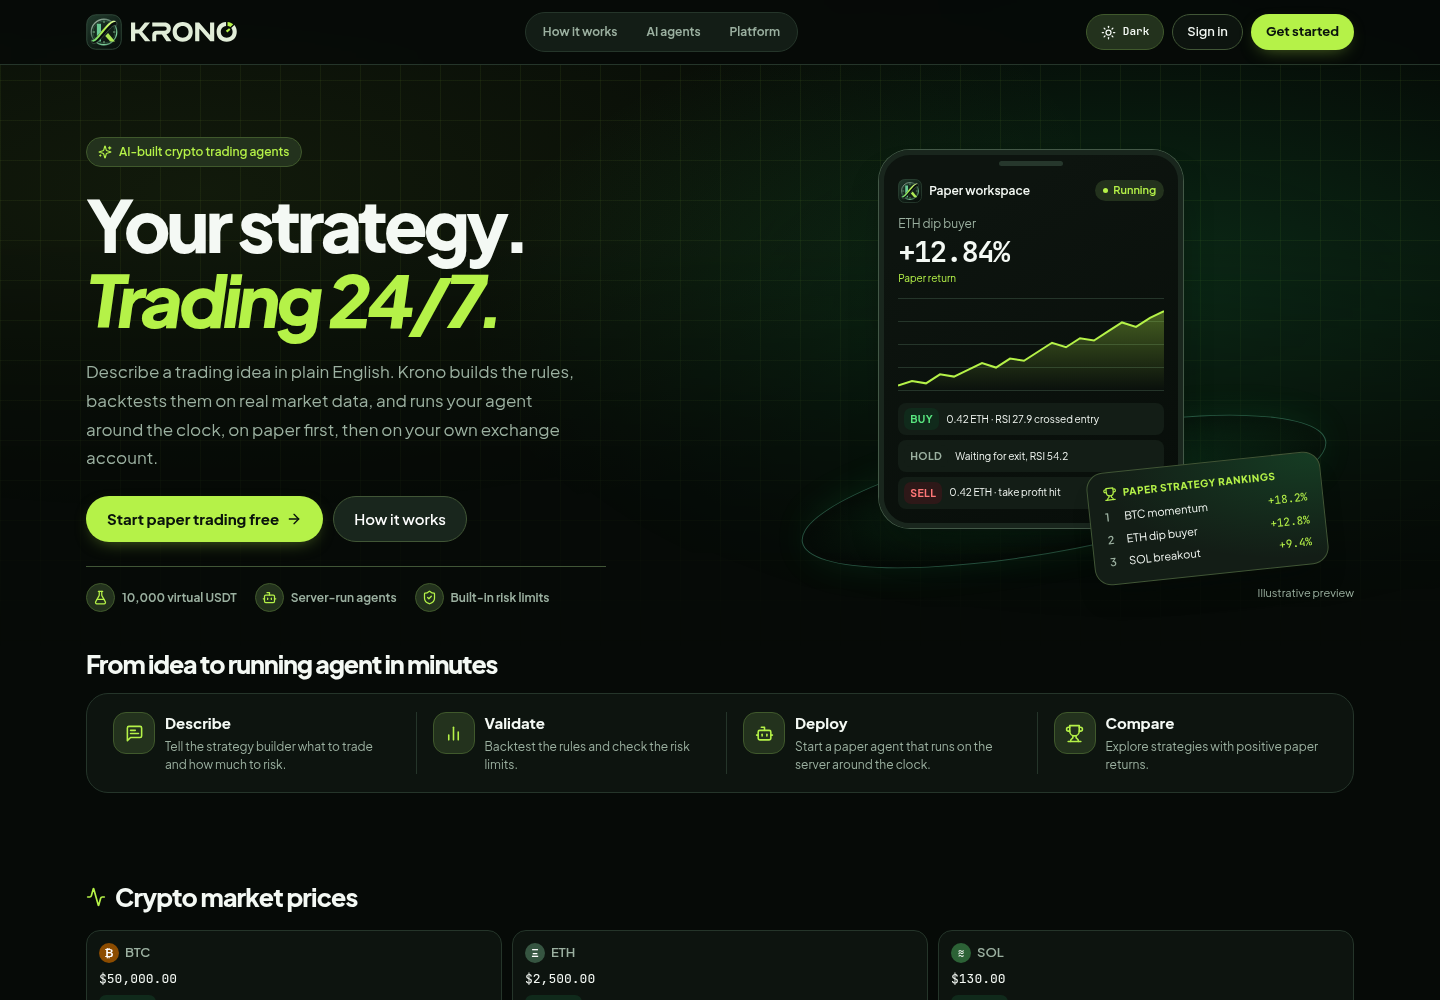 KRONO
How it works
AI agents
Platform
Dark
Sign in
Get started
AI-built crypto trading agents
Your strategy.
Trading 24/7.
Describe a trading idea in plain English. Krono builds the rules,
backtests them on real market data, and runs your agent
around the clock, on paper first, then on your own exchange
account.
Start paper trading free
How it works
10,000 virtual USDT
Server-run agents
Built-in risk limits
Paper workspace
Running
ETH dip buyer
+12.84%
Paper return
BUY 0.42 ETH · RSI 27.9 crossed entry
HOLD Waiting for exit, RSI 54.2
SELL 0.42 ETH · take profit hit
PAPER STRATEGY RANKINGS
1 BTC momentum +18.2%
2 ETH dip buyer +12.8%
3 SOL breakout +9.4%
Illustrative preview
From idea to running agent in minutes
Describe
Tell the strategy builder what to trade
and how much to risk.
Validate
Backtest the rules and check the risk
limits.
Deploy
Start a paper agent that runs on the
server around the clock.
Compare
Explore strategies with positive paper
returns.
Crypto market prices
BTC
$50,000.00
ETH
$2,500.00
SOL
$130.00